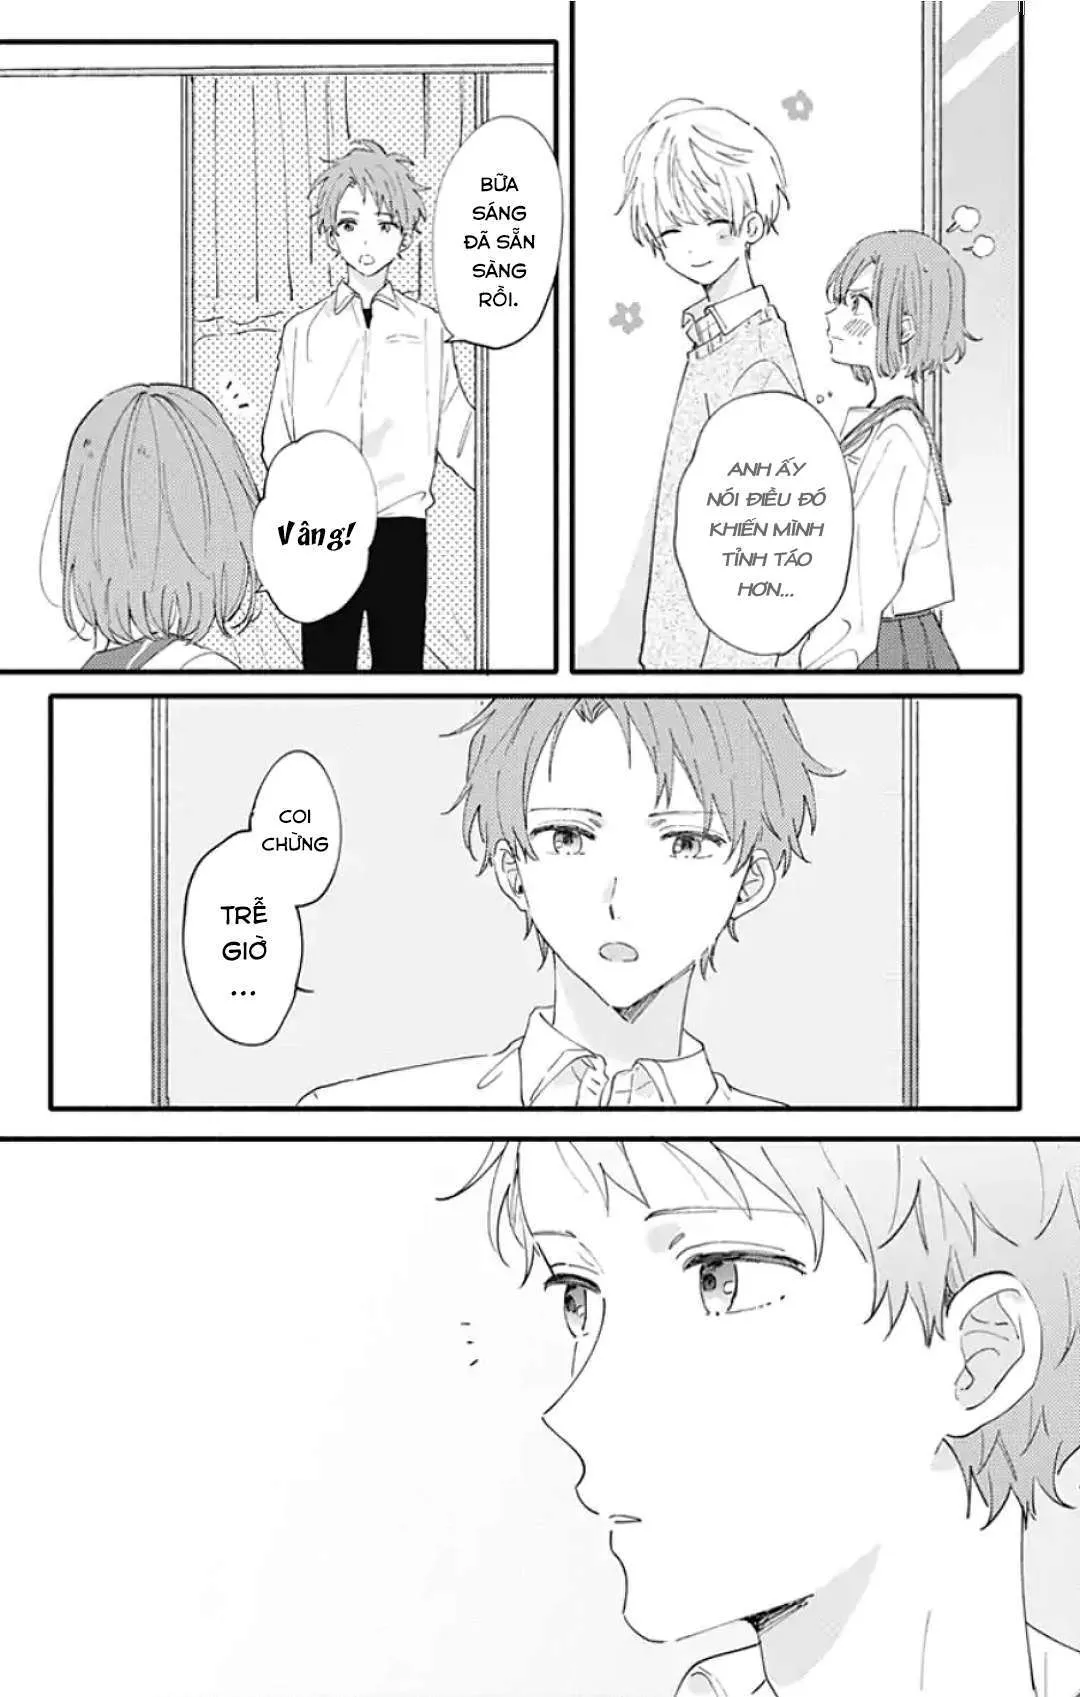 ANH ẤY
NÓI ĐIỀU ĐÓ
KHIẾN MÌNH
TỈNH TÁO
HƠN...
BỮA
SÁNG
ĐÃ SẴN
SÀNG
RỒI.
Vâng!
COI
CHỪNG
TRỄ
GIỜ
...